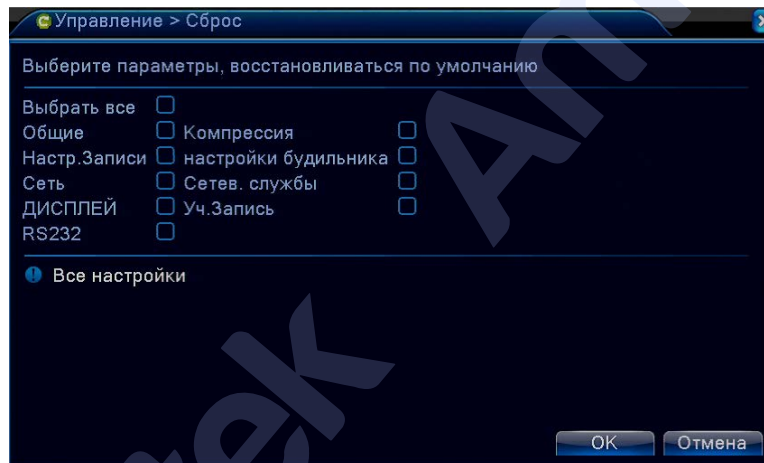 Управление > Сброс
Выберите параметры, восстановливаться по умолчанию
Выбрать все
Общие Компрессия
Настр.Записи настройки будильника
Сеть Сетев. службы
ДИСПЛЕЙ Уч.Запись
RS232
Все настройки
OK Отмена